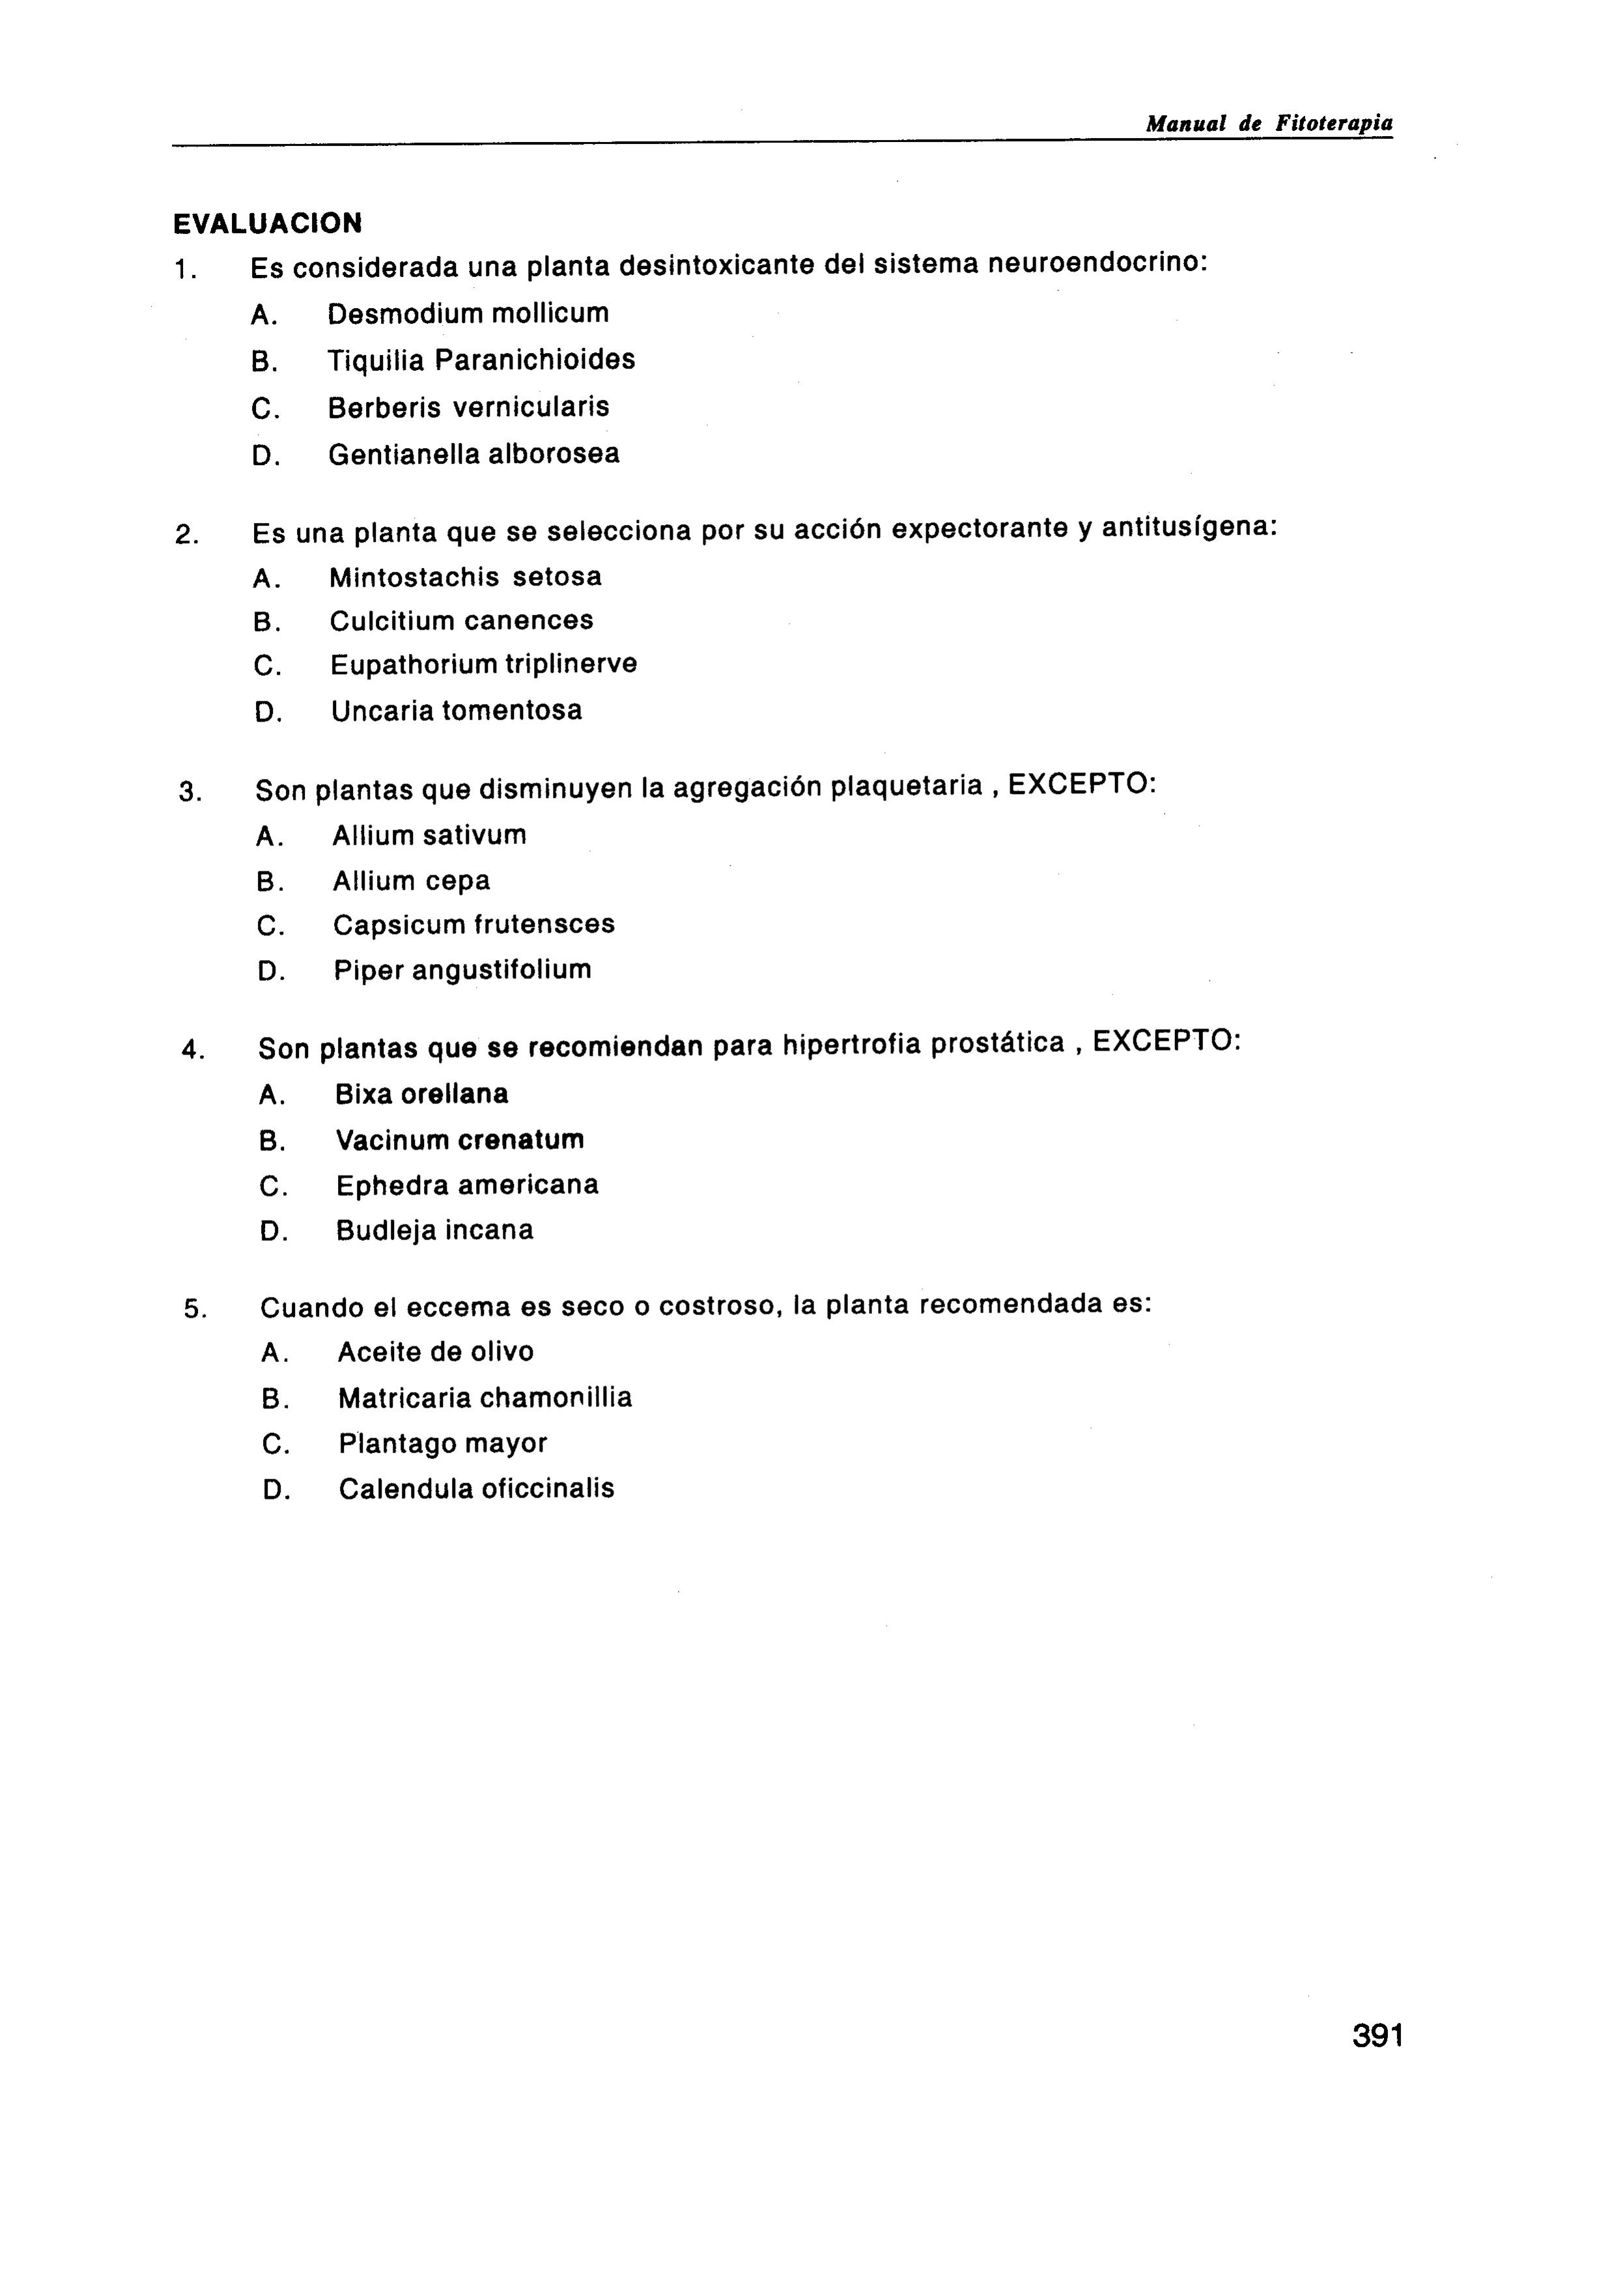 Manual de Fitoterapia
EVALUACION
1. Es considerada una planta desintoxicante del sistema neuroendocrino:
A. Desmodium mollicum
B. Tiquilia Paranichioides
C. Berberis vernicularis
D. Gentianella alborosea
2. Es una planta que se selecciona por su acción expectorante y antitusígena:
A. Mintostachis setosa
B. Culcitium canences
C. Eupathorium triplinerve
D. Uncaria tomentosa
3. Son plantas que disminuyen la agregación plaquetaria , EXCEPTO:
A. Allium sativum
B. Allium cepa
C. Capsicum frutensces
D. Piper angustifolium
4. Son plantas que se recomiendan para hipertrofia prostática , EXCEPTO:
A. Bixa orellana
B. Vacinum crenatum
C. Ephedra americana
D. Budleja incana
5. Cuando el eccema es seco o costroso, la planta recomendada es:
A. Aceite de olivo
B. Matricaria chamonillia
C. Plantago mayor
D. Calendula oficcinalis
391